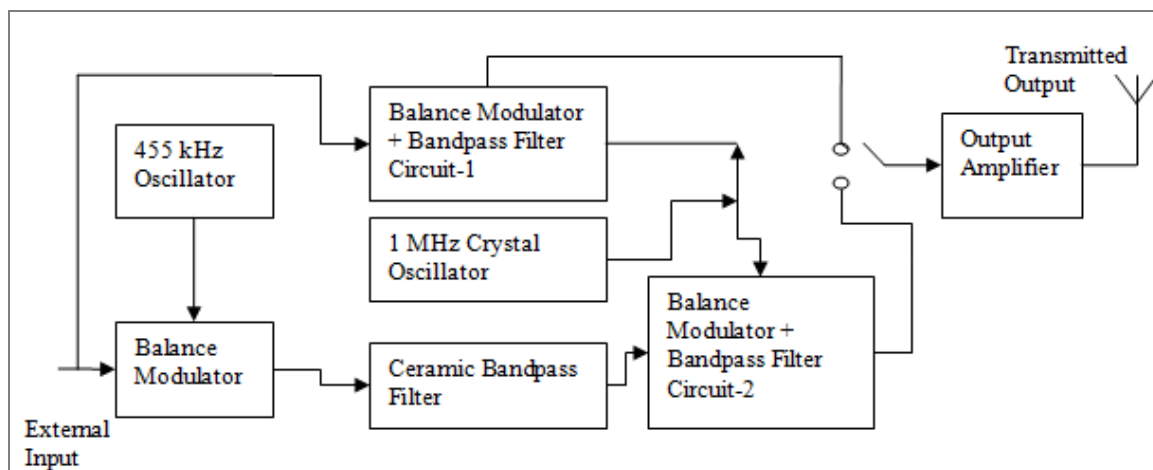 Transmitted
Output
Balance Modulator
+ Bandpass Filter
Circuit-1
455 kHz
Oscillator
Output
Amplifier
1 MHz Crystal
Oscillator
Balance
Modulator +
Bandpass Filter
Circuit-2
Balance
Modulator
Ceramic Bandpass
Filter
External
Input